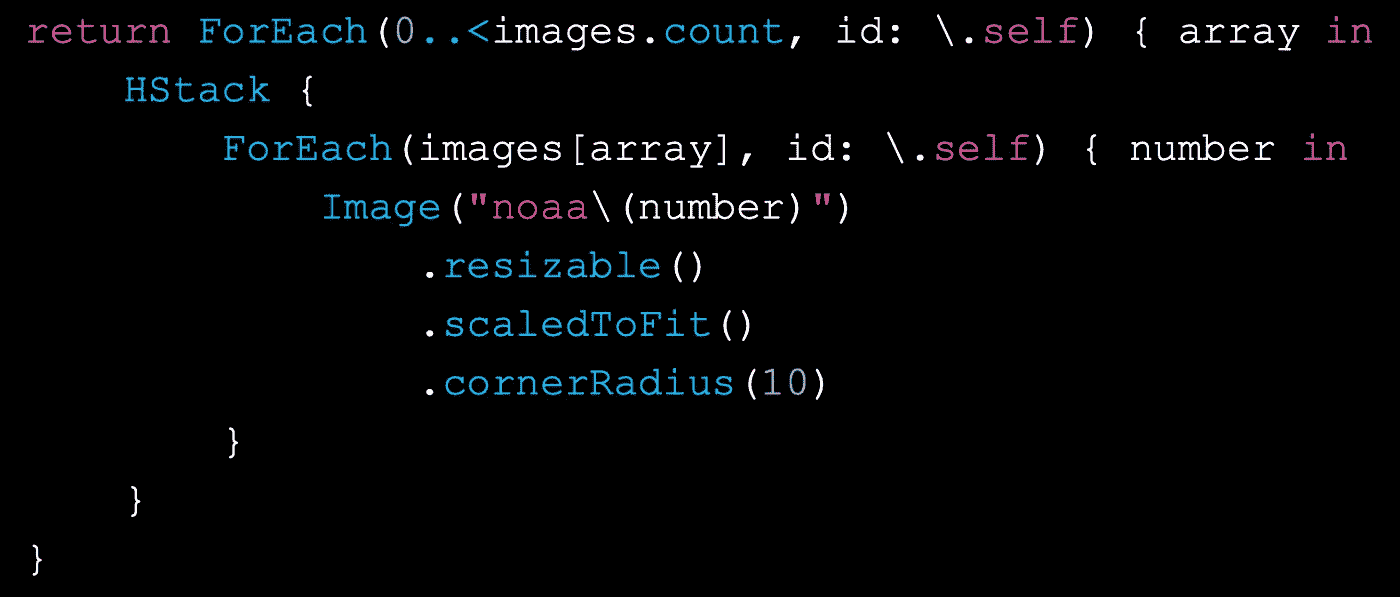 return ForEach(0..<images.count, id: \.self) { array in
    HStack {
        ForEach(images[array], id: \.self) { number in
            Image("noaa\(number)")
                .resizable()
                .scaledToFit()
                .cornerRadius(10)
        }
    }
}